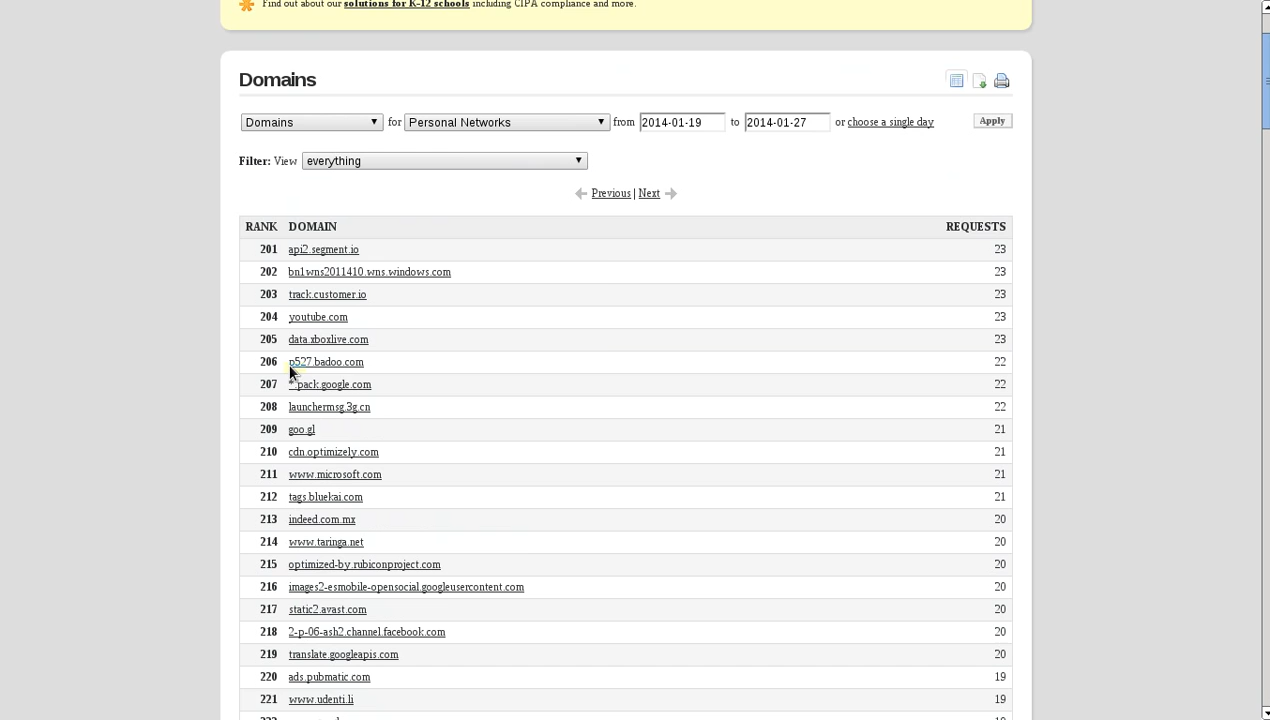 Find out about our solutions for K-12 schools including CIPA compliance and more.
Domains
Domains for Personal Networks from 2014-01-19 to 2014-01-27 or choose a single day Apply
Filter: View everything
Previous | Next
RANK DOMAIN REQUESTS
201 api2.segment.io 23
202 bn1wns2011410.wns.windows.com 23
203 track.customer.io 23
204 youtube.com 23
205 data.xboxlive.com 23
206 p527.badoo.com 22
207 *.pack.google.com 22
208 launchermsg.3g.cn 22
209 goo.gl 21
210 cdn.optimizely.com 21
211 www.microsoft.com 21
212 tags.bluekai.com 21
213 indeed.com.mx 20
214 www.taringa.net 20
215 optimized-by.rubiconproject.com 20
216 images2-esmobile-opensocial.googleusercontent.com 20
217 static2.avast.com 20
218 2-p-06-ash2.channel.facebook.com 20
219 translate.googleapis.com 20
220 ads.pubmatic.com 19
221 www.udenti.li 19